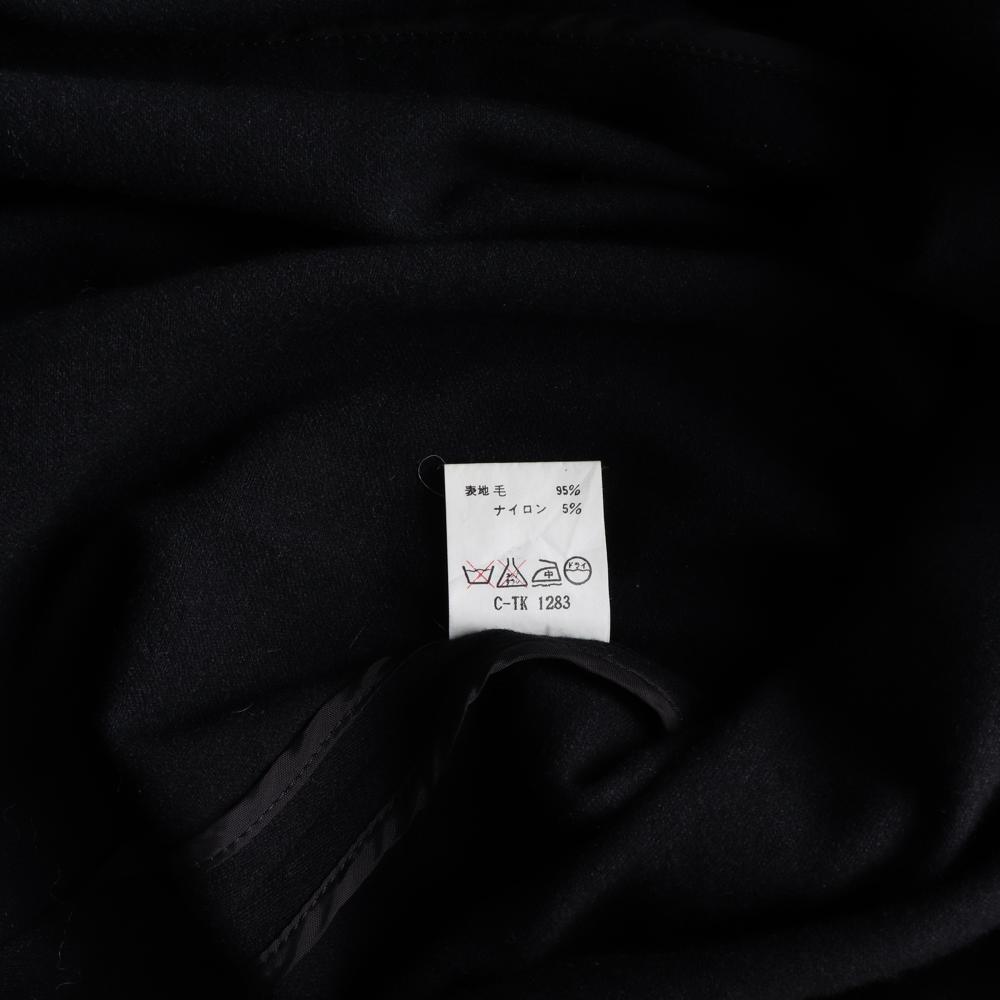 表地 毛 95%
ナイロン 5%
中 ドライ
C-TK 1283